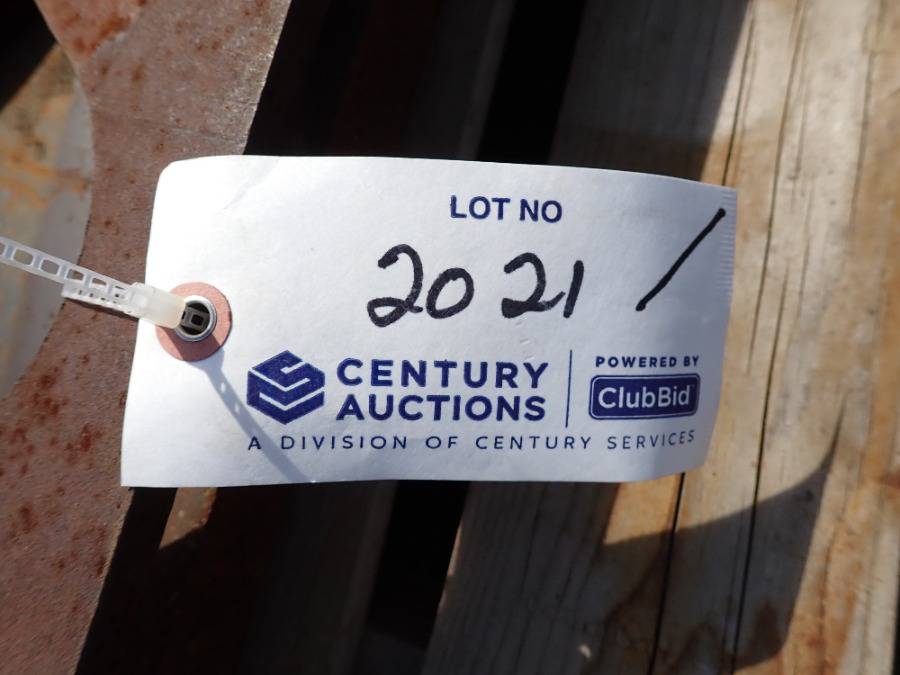 LOT NO
2021 /
CENTURY
AUCTIONS
POWERED BY
ClubBid
A DIVISION OF CENTURY SERVICES